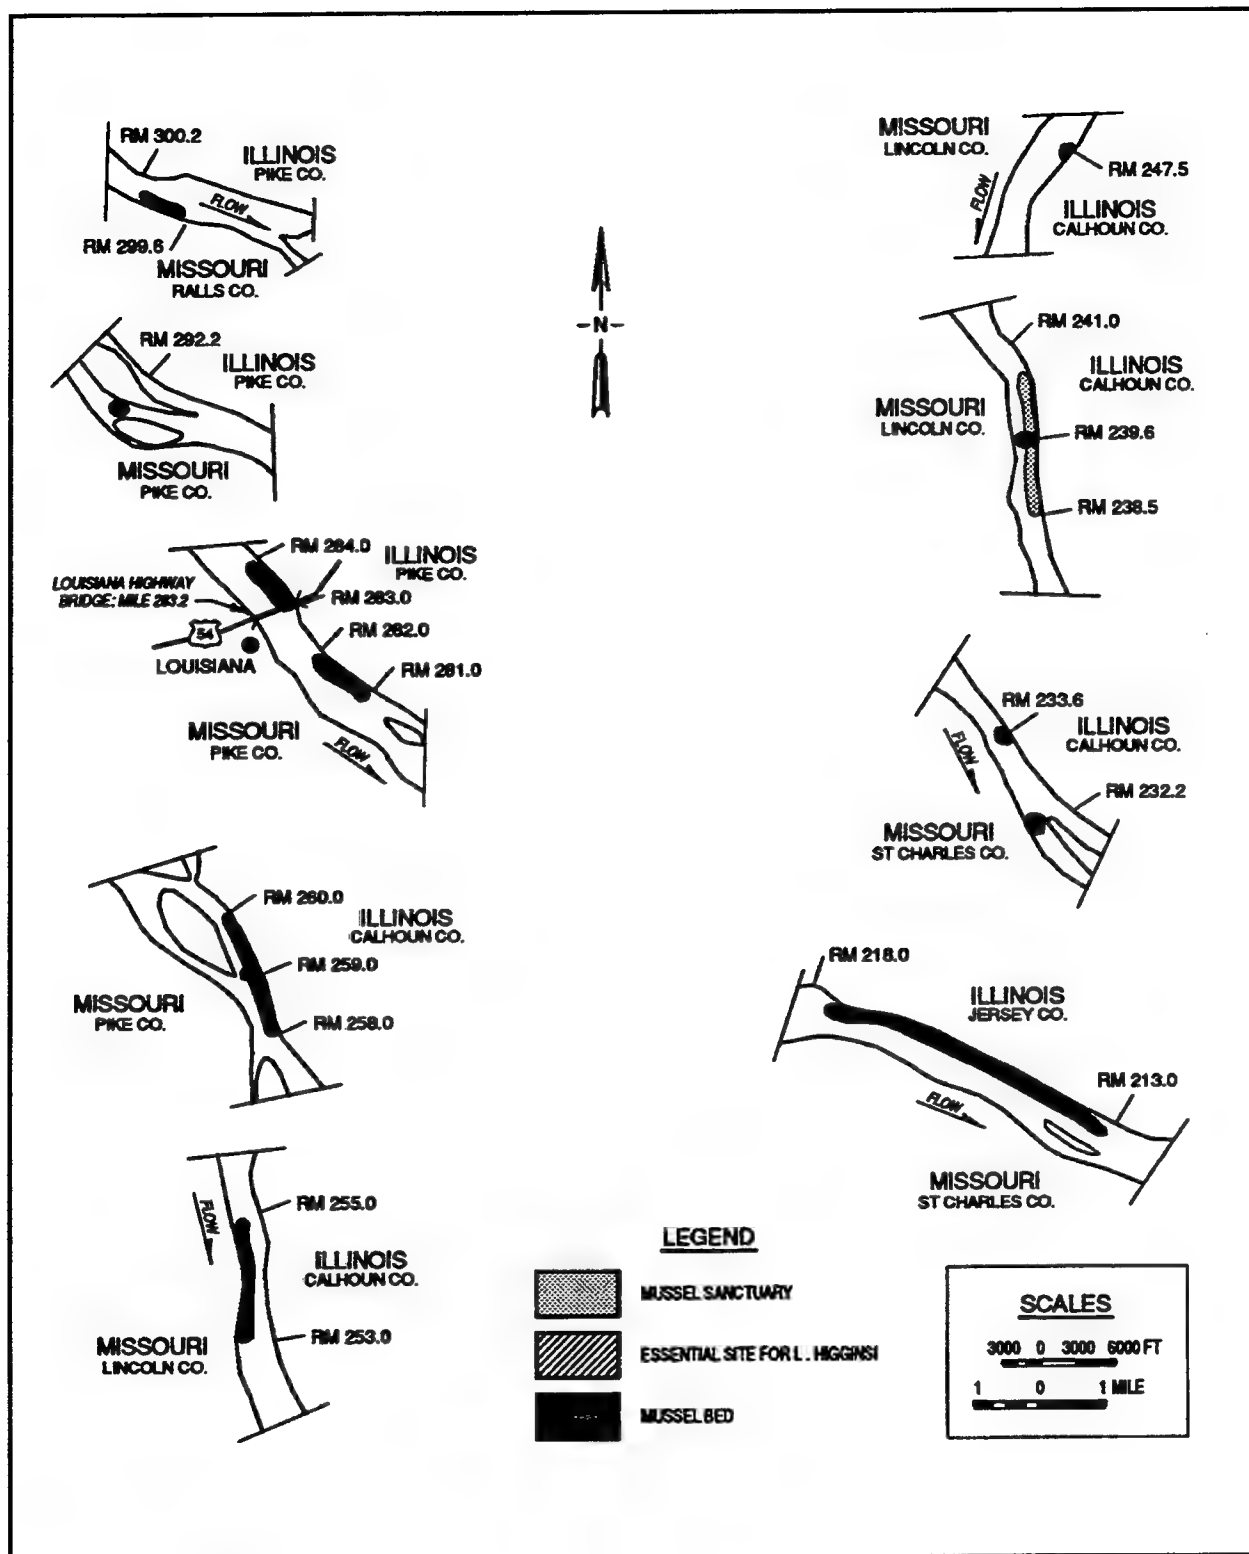 RM 300.2
ILLINOIS
PIKE CO.
FLOW
RM 299.6
MISSOURI
RALLS CO.
RM 292.2
ILLINOIS
PIKE CO.
MISSOURI
PIKE CO.
RM 284.0
ILLINOIS
PIKE CO.
LOUISIANA HIGHWAY
BRIDGE: MILE 283.2
RM 283.0
54
RM 282.0
LOUISIANA
RM 281.0
MISSOURI
PIKE CO.
FLOW
RM 260.0
ILLINOIS
CALHOUN CO.
RM 259.0
MISSOURI
PIKE CO.
RM 258.0
FLOW
RM 255.0
ILLINOIS
CALHOUN CO.
RM 253.0
MISSOURI
LINCOLN CO.
N
MISSOURI
LINCOLN CO.
RM 247.5
FLOW
ILLINOIS
CALHOUN CO.
RM 241.0
ILLINOIS
CALHOUN CO.
MISSOURI
LINCOLN CO.
RM 239.6
RM 238.5
RM 233.6
ILLINOIS
CALHOUN CO.
FLOW
RM 232.2
MISSOURI
ST CHARLES CO.
RM 218.0
ILLINOIS
JERSEY CO.
RM 213.0
FLOW
MISSOURI
ST CHARLES CO.
LEGEND
MUSSEL SANCTUARY
ESSENTIAL SITE FOR L. HIGGINSI
MUSSEL BED
SCALES
3000 0 3000 6000 FT
1 0 1 MILE